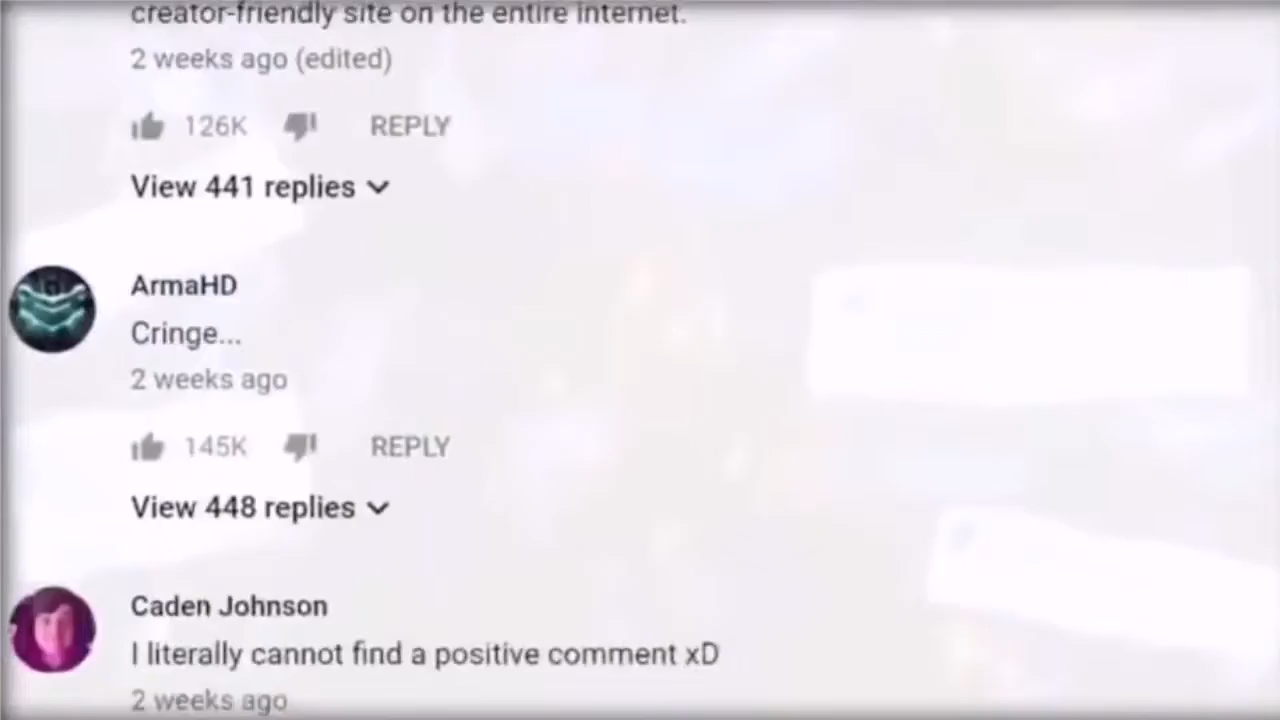 creator-friendly site on the entire internet.
2 weeks ago (edited)
126K REPLY
View 441 replies
ArmaHD
Cringe...
2 weeks ago
145K REPLY
View 448 replies
Caden Johnson
I literally cannot find a positive comment xD
2 weeks ago